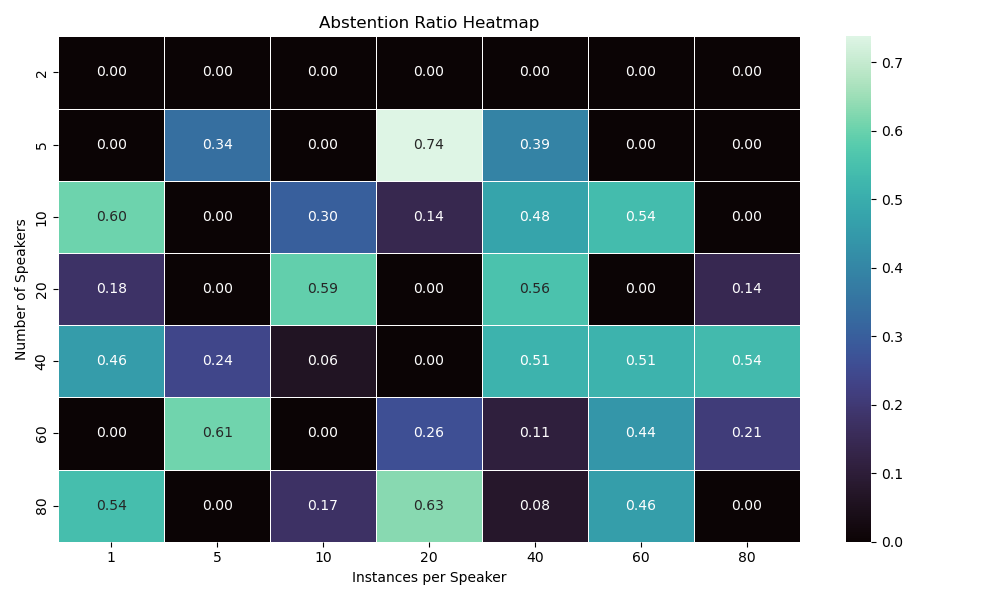 Abstention Ratio Heatmap
Number of Speakers
2 0.00 0.00 0.00 0.00 0.00 0.00 0.00
5 0.00 0.34 0.00 0.74 0.39 0.00 0.00
10 0.60 0.00 0.30 0.14 0.48 0.54 0.00
20 0.18 0.00 0.59 0.00 0.56 0.00 0.14
40 0.46 0.24 0.06 0.00 0.51 0.51 0.54
60 0.00 0.61 0.00 0.26 0.11 0.44 0.21
80 0.54 0.00 0.17 0.63 0.08 0.46 0.00
1 5 10 20 40 60 80
Instances per Speaker
0.7
0.6
0.5
0.4
0.3
0.2
0.1
0.0